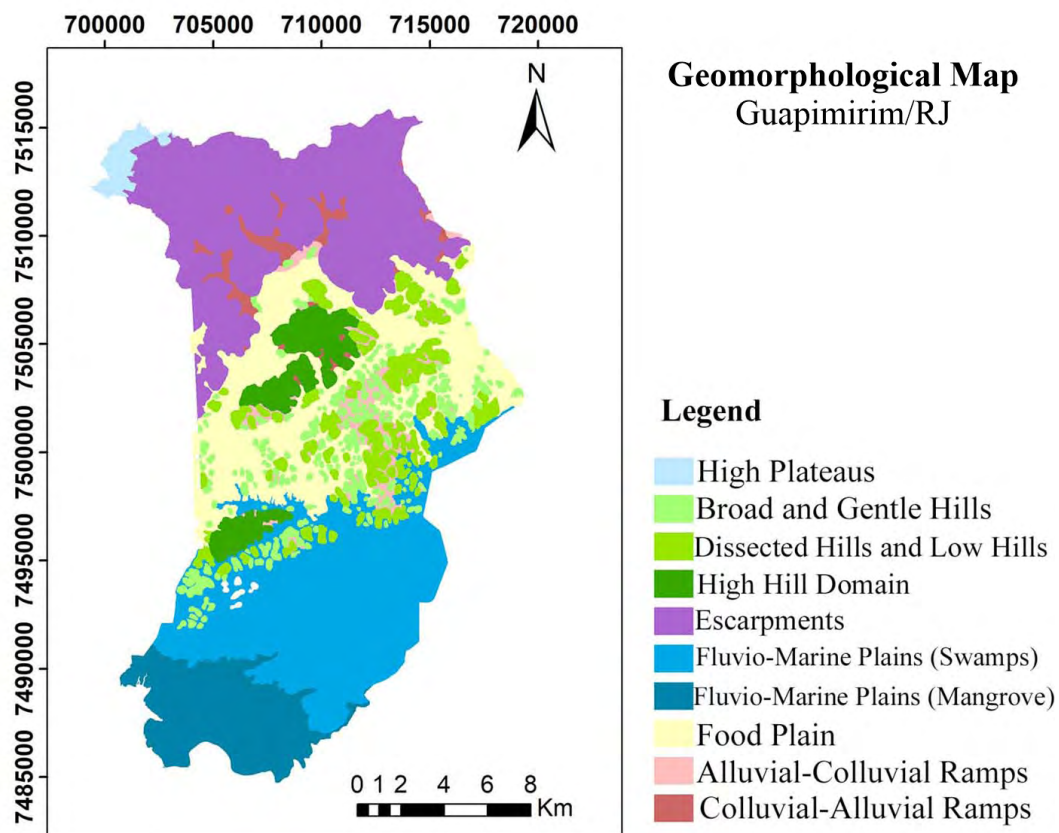 700000 705000 710000 715000 720000
N
Geomorphological Map
Guapimirim/RJ
7515000
7510000
7505000
7500000
7495000
7490000
7485000
Legend
High Plateaus
Broad and Gentle Hills
Dissected Hills and Low Hills
High Hill Domain
Escarpments
Fluvio-Marine Plains (Swamps)
Fluvio-Marine Plains (Mangrove)
Food Plain
Alluvial-Colluvial Ramps
Colluvial-Alluvial Ramps
0 1 2 4 6 8
Km